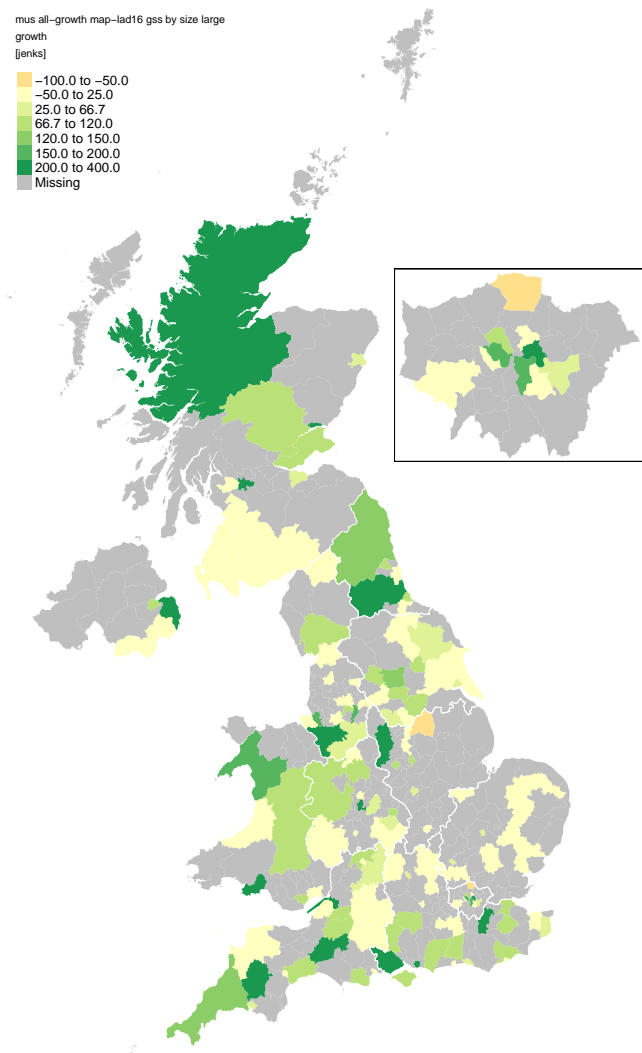 mus all−growth map−lad16 gss by size large
growth
[jenks]
−100.0 to −50.0
−50.0 to 25.0
25.0 to 66.7
66.7 to 120.0
120.0 to 150.0
150.0 to 200.0
200.0 to 400.0
Missing